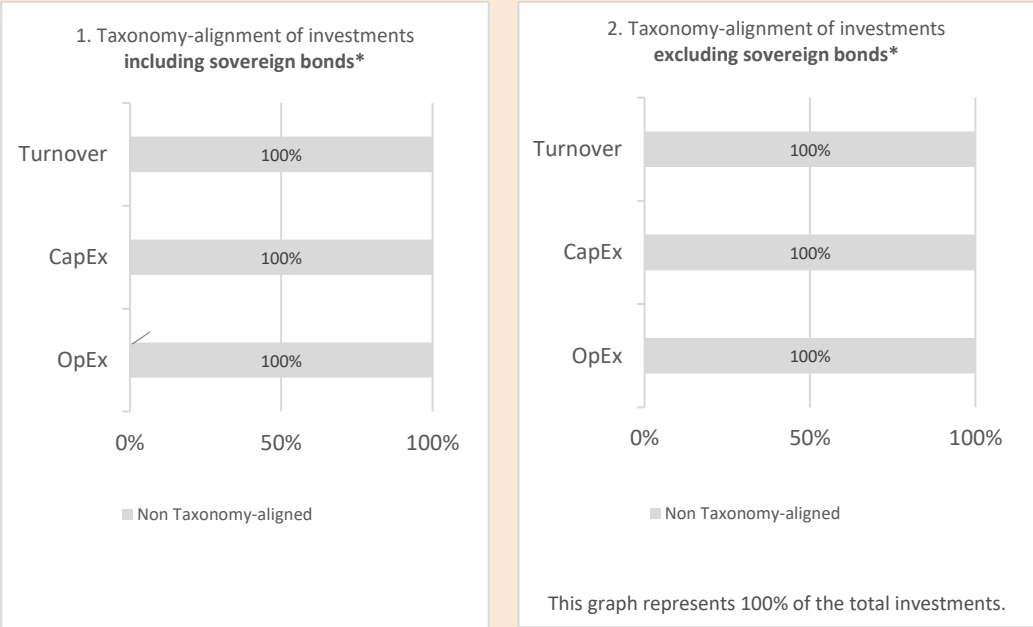 1. Taxonomy-alignment of investments
including sovereign bonds*
Turnover
100%
CapEx
100%
OpEx
100%
0% 50% 100%
Non Taxonomy-aligned
2. Taxonomy-alignment of investments
excluding sovereign bonds*
Turnover
100%
CapEx
100%
OpEx
100%
0% 50% 100%
Non Taxonomy-aligned
This graph represents 100% of the total investments.